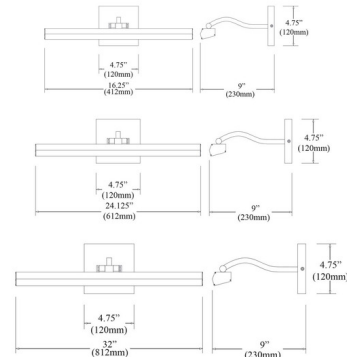 4.75”
(120mm)
4.75”
(120mm)
16.25”
(412mm)
9”
(230mm)
4.75”
(120mm)
4.75”
(120mm)
24.125”
(612mm)
9”
(230mm)
4.75”
(120mm)
4.75”
(120mm)
32”
(812mm)
9”
(230mm)